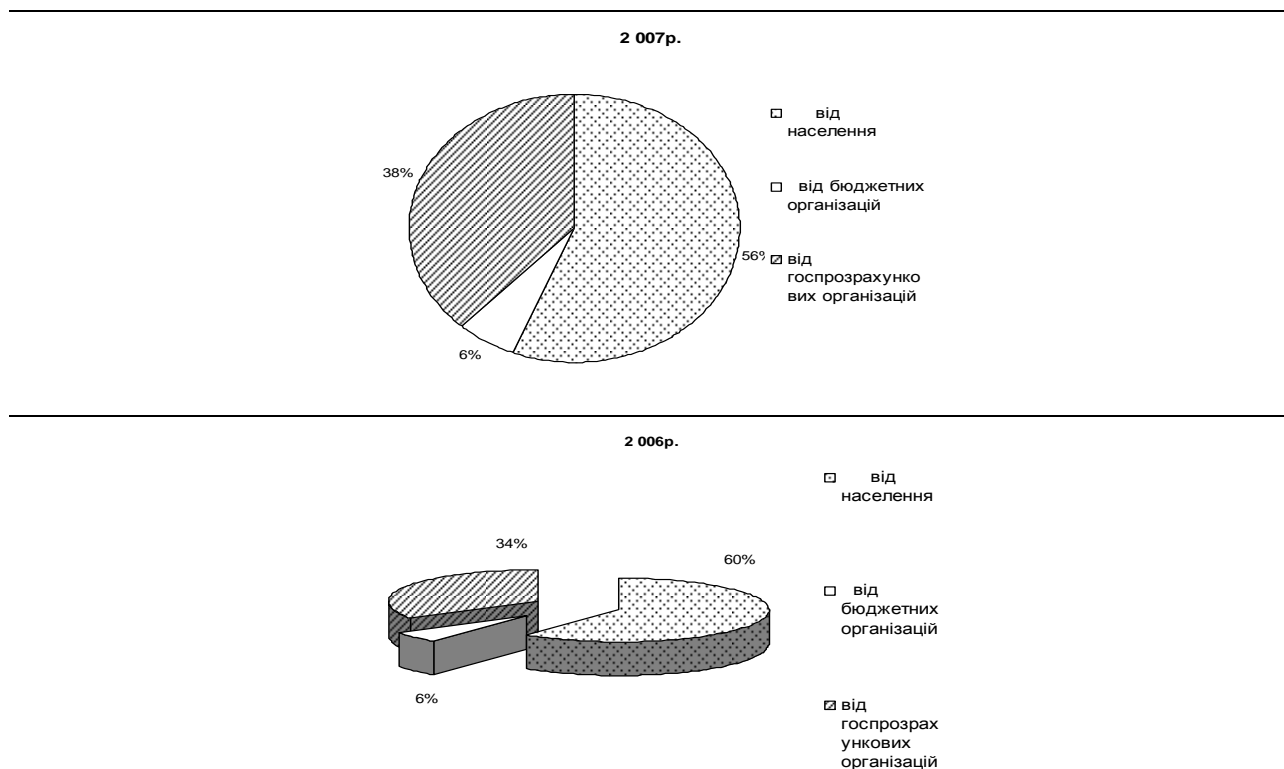 2 007р.
від
населення
38%
від бюджетних
організацій
56%
від
госпрозрахунко
вих організацій
6%
2 006р.
від
населення
34%
60%
від
бюджетних
організацій
6%
від
госпрозрах
ункових
організацій